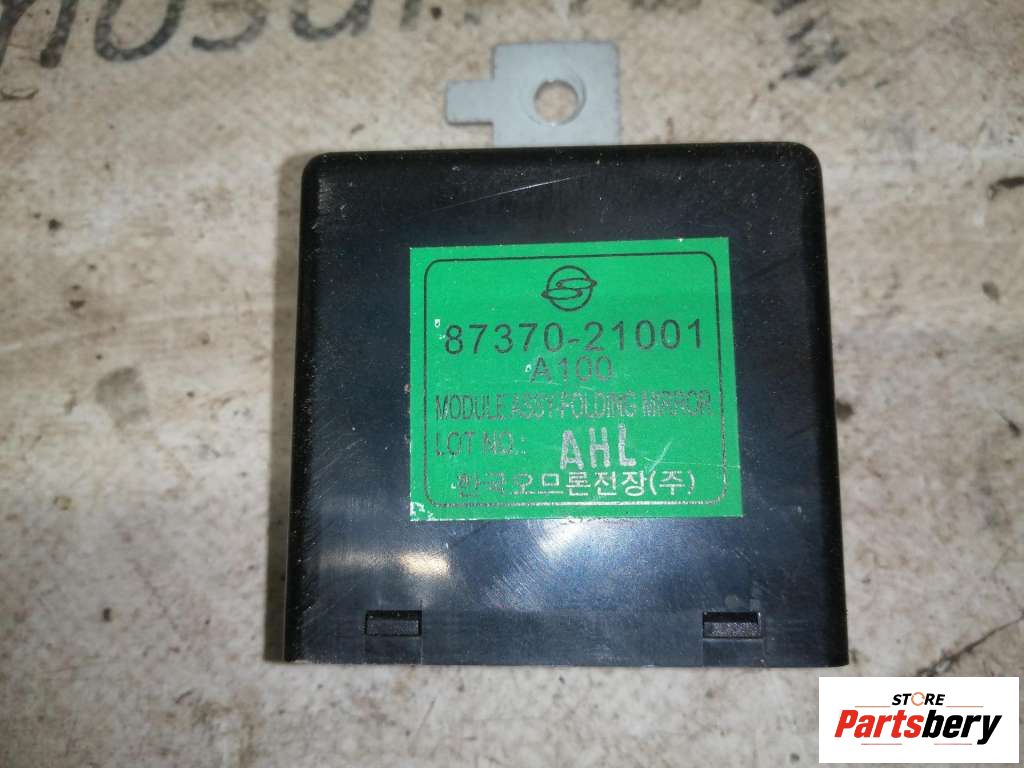 87370-21001
A100
MODULE ASSY-FOLDING MIRROR
LOT NO.: AHL
한국오므론전장(주)
STORE
Partsbery